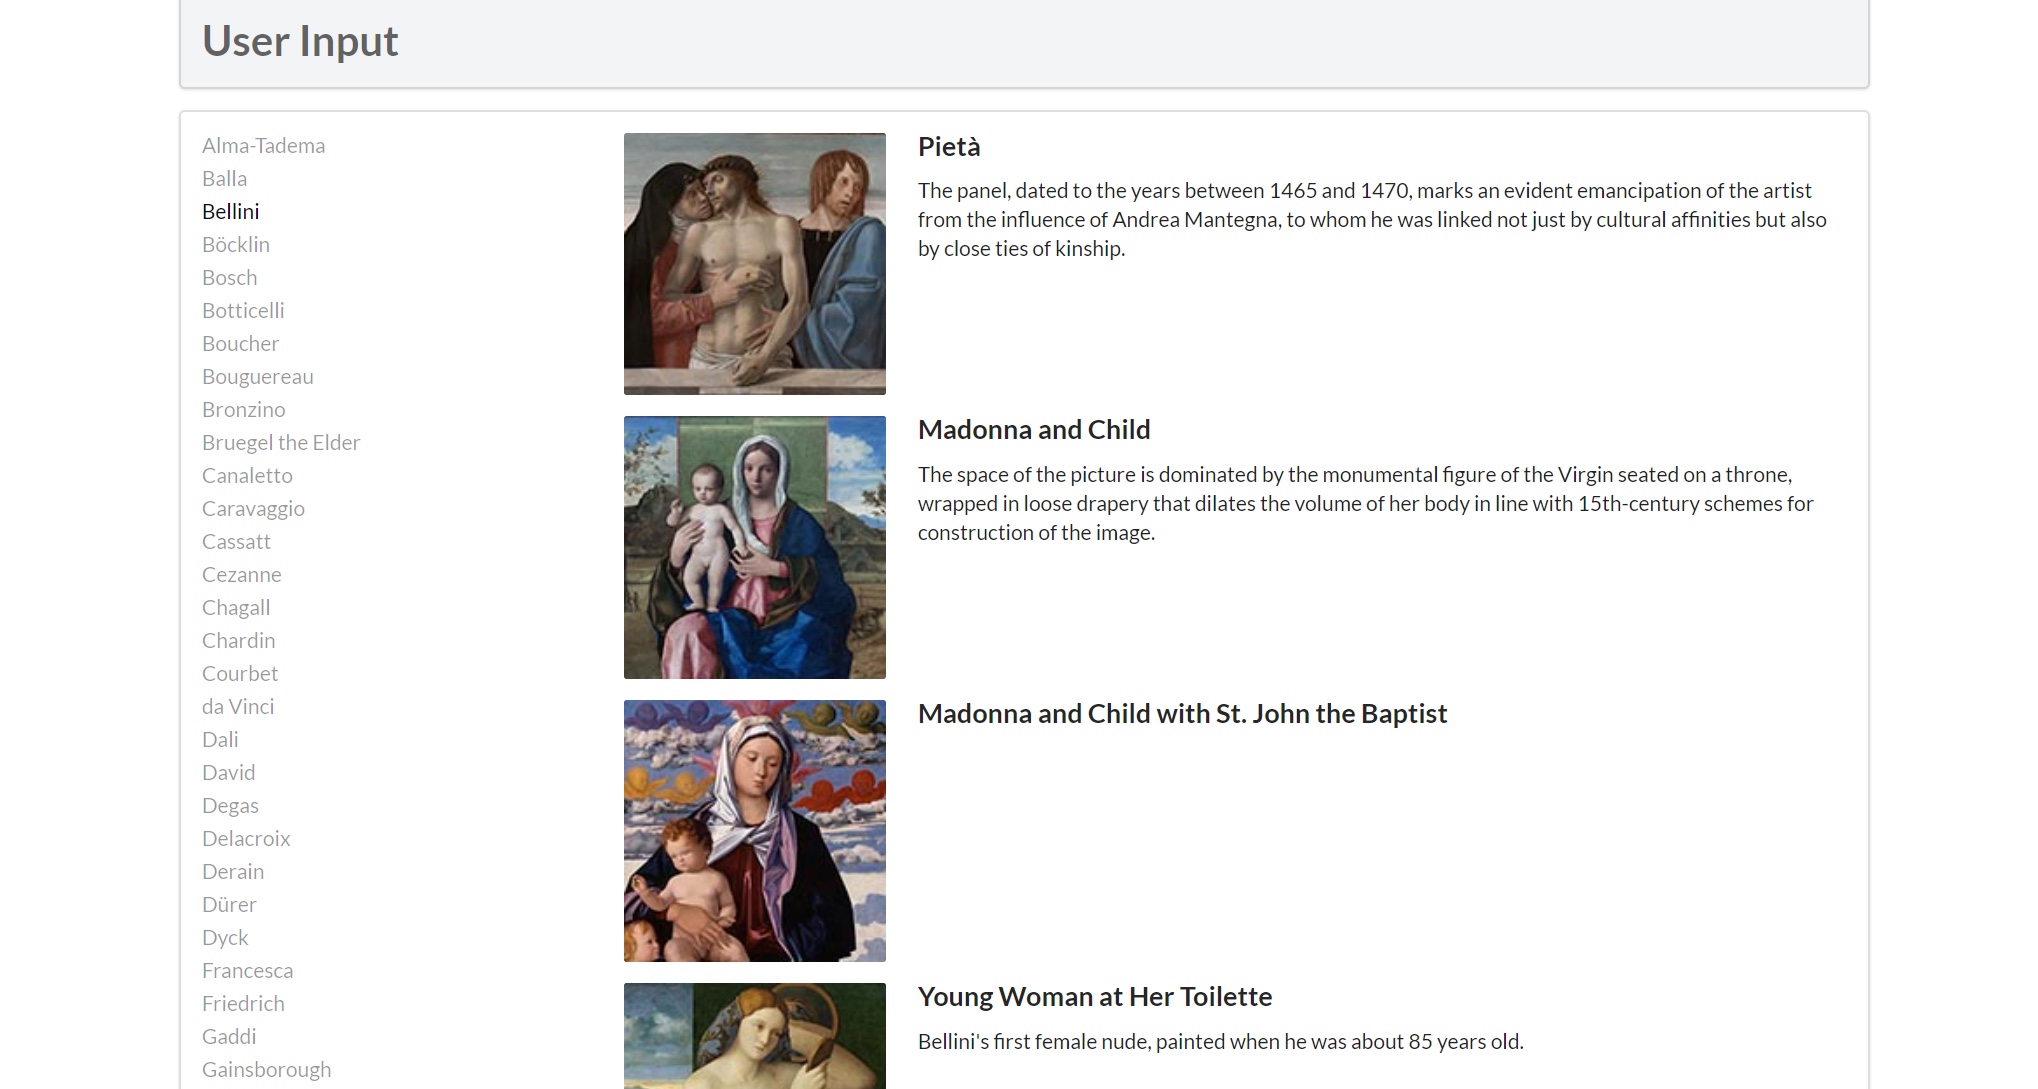 User Input
Alma-Tadema
Balla
Bellini
Böcklin
Bosch
Botticelli
Boucher
Bouguereau
Bronzino
Bruegel the Elder
Canaletto
Caravaggio
Cassatt
Cezanne
Chagall
Chardin
Courbet
da Vinci
Dali
David
Degas
Delacroix
Derain
Dürer
Dyck
Francesca
Friedrich
Gaddi
Gainsborough
Pietà
The panel, dated to the years between 1465 and 1470, marks an evident emancipation of the artist
from the influence of Andrea Mantegna, to whom he was linked not just by cultural affinities but also
by close ties of kinship.
Madonna and Child
The space of the picture is dominated by the monumental figure of the Virgin seated on a throne,
wrapped in loose drapery that dilates the volume of her body in line with 15th-century schemes for
construction of the image.
Madonna and Child with St. John the Baptist
Young Woman at Her Toilette
Bellini's first female nude, painted when he was about 85 years old.